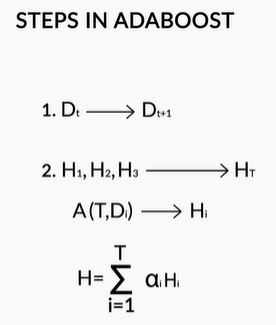 STEPS IN ADABOOST
1. Dₜ ⟶ Dₜ₊₁
2. H₁, H₂, H₃ ⟶ H_T
A(T,Dᵢ) ⟶ Hᵢ
T
H= ∑ αᵢHᵢ
i=1